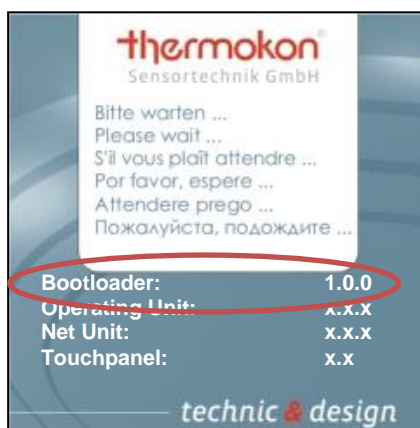 thermokon®
Sensortechnik GmbH
Bitte warten ...
Please wait ...
S'il vous plaît attendre ...
Por favor, espere ...
Attendere prego ...
Пожалуйста, подождите ...
Bootloader: 1.0.0
Operating Unit: x.x.x
Net Unit: x.x.x
Touchpanel: x.x
technic & design